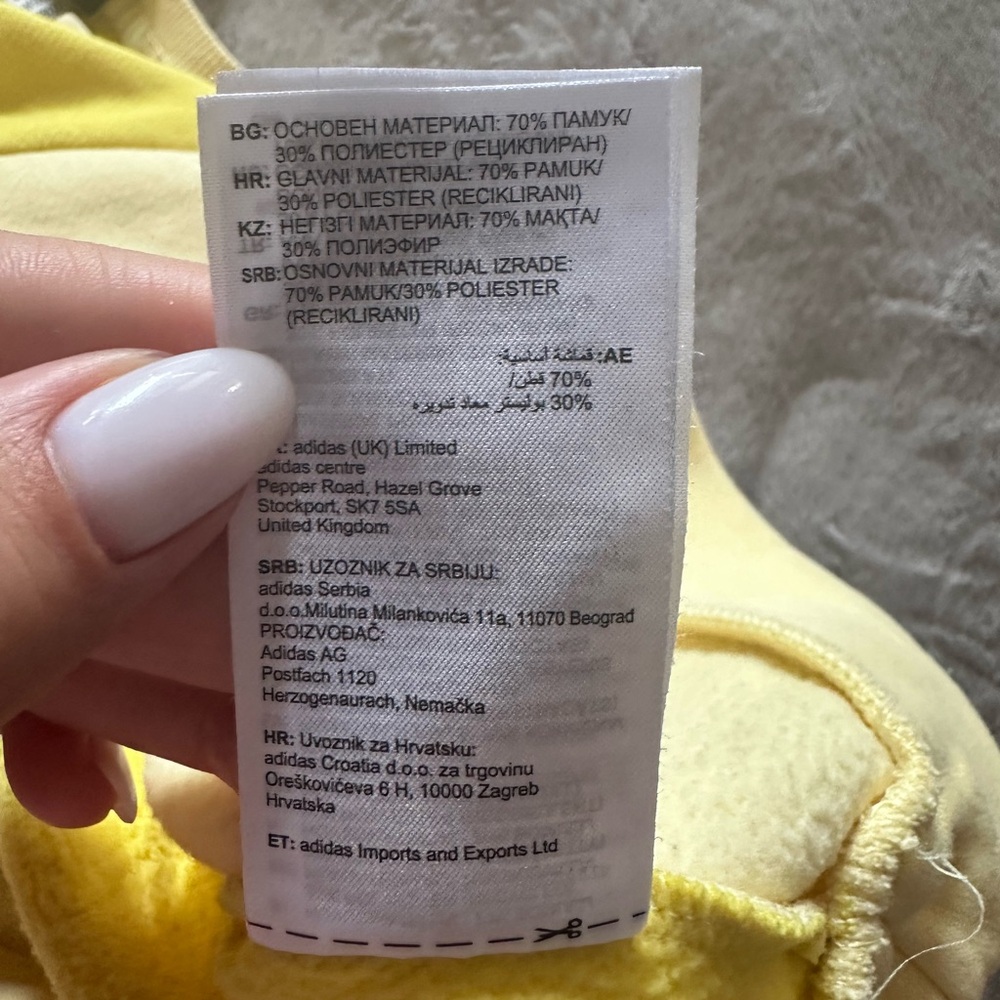 BG: ОСНОВЕН МАТЕРИАЛ: 70% ПАМУК/
30% ПОЛИЕСТЕР (РЕЦИКЛИРАН)
HR: GLAVNI MATERIJAL: 70% PAMUK/
30% POLIESTER (RECIKLIRANI)
KZ: НЕГІЗГІ МАТЕРИАЛ: 70% МАҚТА/
30% ПОЛИЭФИР
SRB: OSNOVNI MATERIJAL IZRADE:
70% PAMUK/30% POLIESTER
(RECIKLIRANI)
AE: قماشة أساسية:
70% قطن/
30% بوليستر معاد تدويره
adidas (UK) Limited
adidas centre
Pepper Road, Hazel Grove
Stockport, SK7 5SA
United Kingdom
SRB: UZOZNIK ZA SRBIJU:
adidas Serbia
d.o.o.Milutina Milankovića 11a, 11070 Beograd
PROIZVOĐAČ:
Adidas AG
Postfach 1120
Herzogenaurach, Nemačka
HR: Uvoznik za Hrvatsku:
adidas Croatia d.o.o. za trgovinu
Oreškovićeva 6 H, 10000 Zagreb
Hrvatska
ET: adidas Imports and Exports Ltd